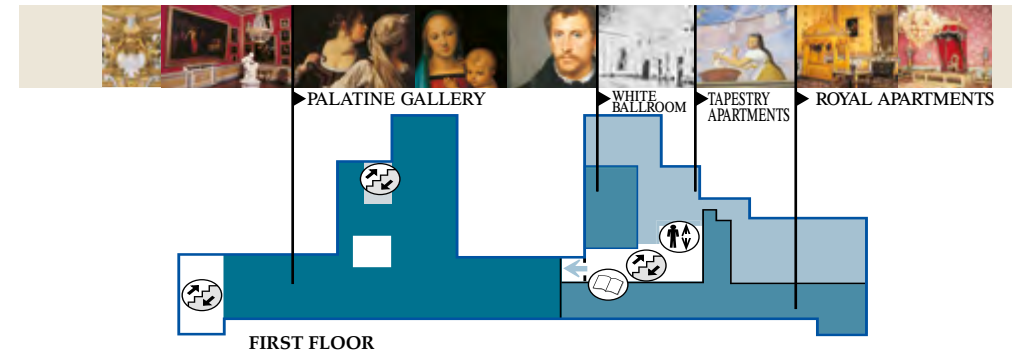 PALATINE GALLERY
WHITE
BALLROOM
TAPESTRY
APARTMENTS
ROYAL APARTMENTS
FIRST FLOOR